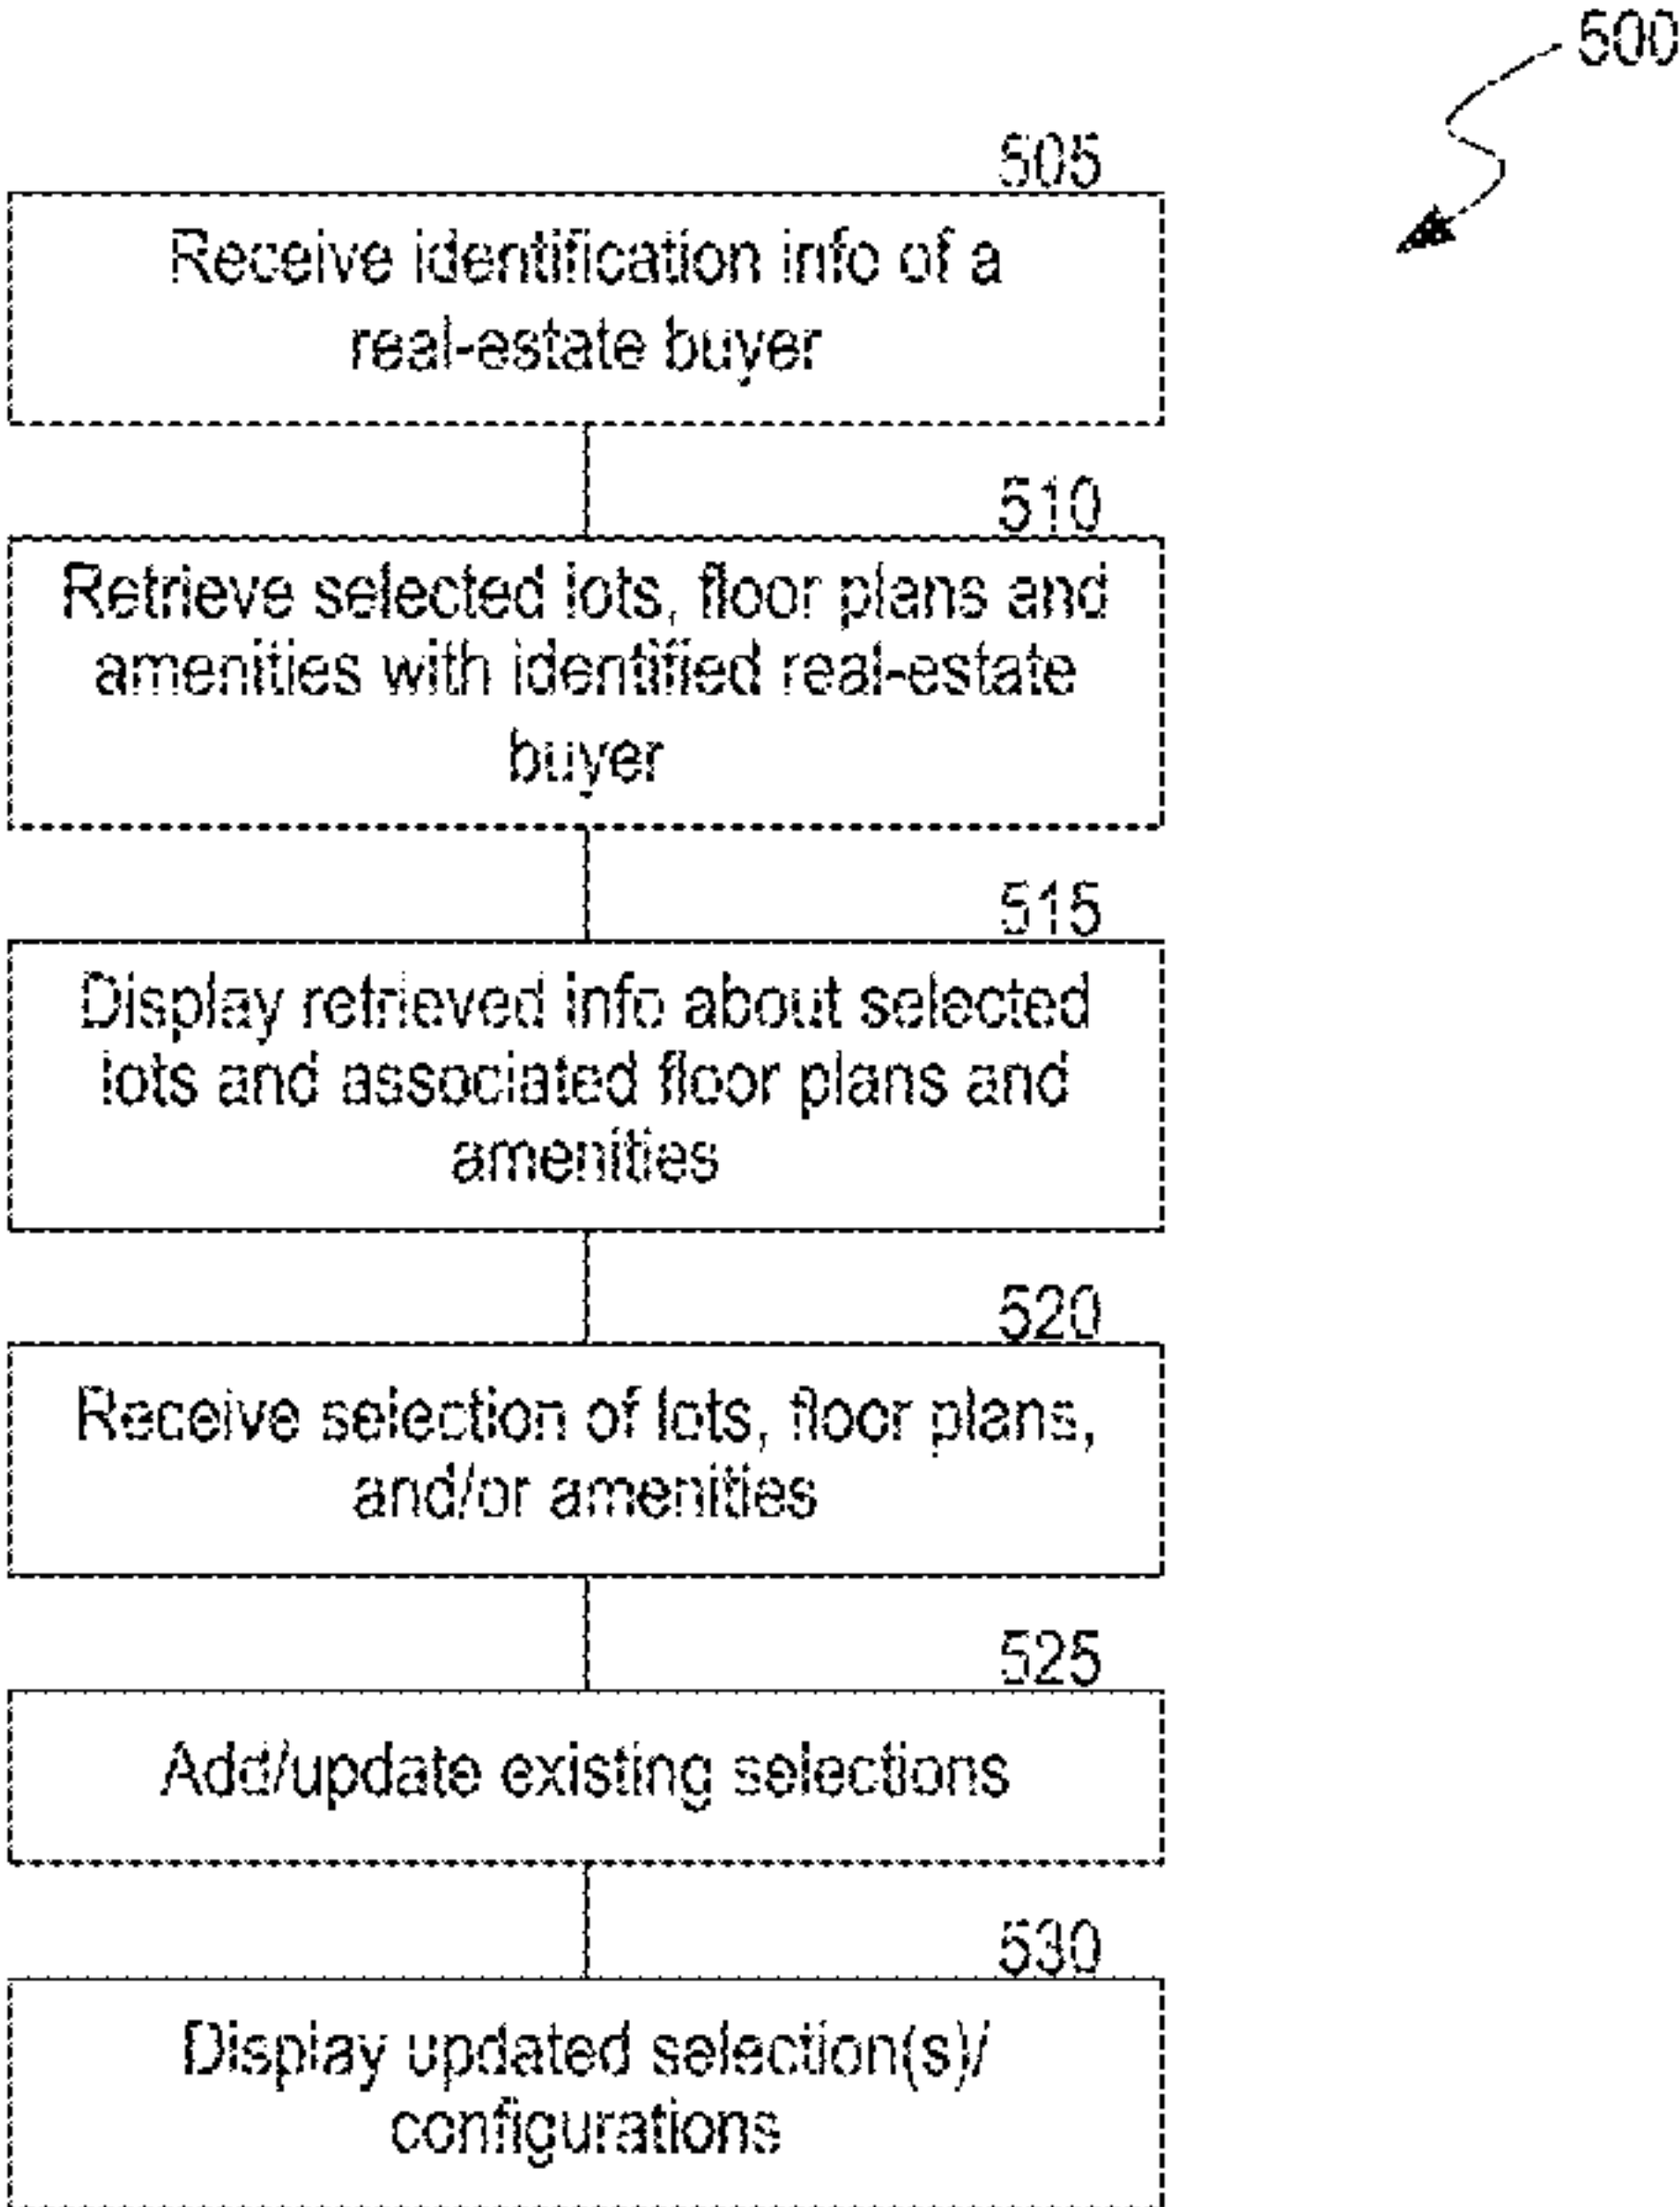 500
505
Receive identification info of a
real-estate buyer
510
Retrieve selected lots, floor plans and
amenities with identified real-estate
buyer
515
Display retrieved info about selected
lots and associated floor plans and
amenities
520
Receive selection of lots, floor plans,
and/or amenities
525
Add/update existing selections
530
Display updated selection(s)/
configurations